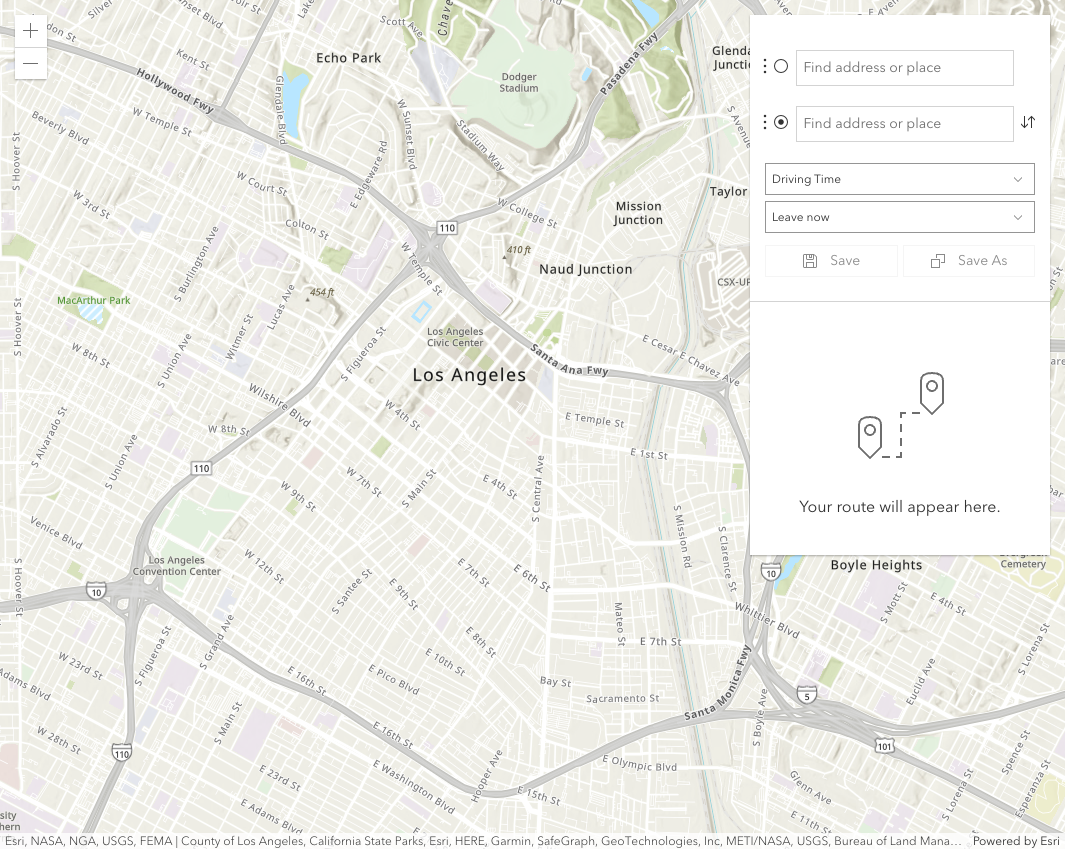 Sunset Blvd
Scott Ave
Echo Park
Dodger
Stadium
Pasadena Fwy
Kent St
Hollywood Fwy
Glendale Blvd
W Temple St
W Sunset Blvd
Stadium Way
Beverly Blvd
S Hoover St
E Edgeware Rd
W Court St
W 3rd St
Colton St
W College St
Mission
Junction
Taylor
110
410 ft
Naud Junction
W Temple St
S Burlington Ave
Lucas Ave
454 ft
MacArthur Park
S Hoover St
Witmer St
S Union Ave
S Figueroa St
Los Angeles
Civic Center
Santa Ana Fwy
E Cesar E Chavez Ave
Los Angeles
W 8th St
Wilshire Blvd
W 4th St
E Temple St
E 1st St
S Alvarado St
S Union Ave
W 8th St
110
W 7th St
S Main St
E 4th St
S Central Ave
W 9th St
S Mission Rd
S Clarence St
Venice Blvd
Los Angeles
Convention Center
S Hoover St
10
W 12th St
S Santee St
E 9th St
E 7th St
E 6th St
10
Boyle Heights
Cemetery
Whittier Blvd
S Mott St
E 4th St
Mateo St
E 7th St
E 8th St
E 10th St
S Grand Ave
S Figueroa St
W 23rd St
Adams Blvd
E 16th St
E Pico Blvd
Bay St
Sacramento St
Santa Monica Fwy
S Boyle Ave
5
101
Euclid Ave
S Lorena St
W 28th St
110
S Main St
E 16th St
E Washington Blvd
Hooper Ave
E Olympic Blvd
E 15th St
E 23rd St
E Adams Blvd
Glenn Ave
S Lorena St
Spence St
Esperanza St
Find address or place
Find address or place
Driving Time
Leave now
Save
Save As
Your route will appear here.
Esri, NASA, NGA, USGS, FEMA | County of Los Angeles, California State Parks, Esri, HERE, Garmin, SafeGraph, GeoTechnologies, Inc, METI/NASA, USGS, Bureau of Land Mana…
Powered by Esri